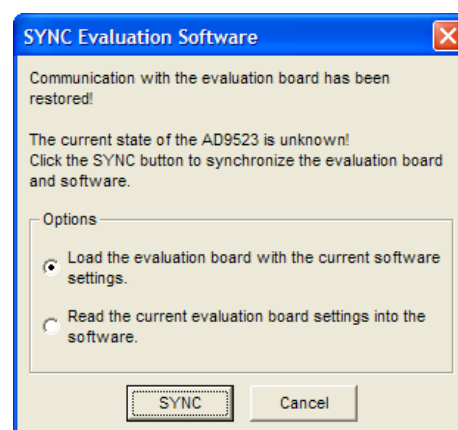 SYNC Evaluation Software
Communication with the evaluation board has been
restored!
The current state of the AD9523 is unknown!
Click the SYNC button to synchronize the evaluation board
and software.
Options
Load the evaluation board with the current software
settings.
Read the current evaluation board settings into the
software.
SYNC
Cancel